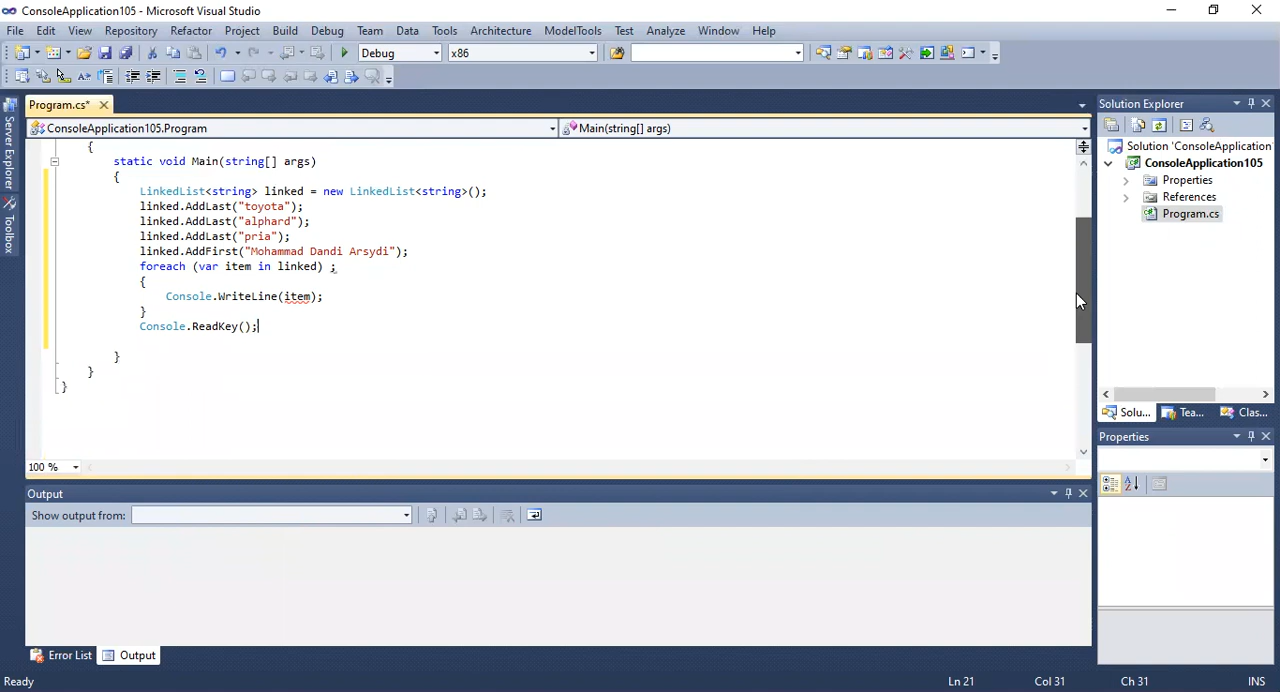 ConsoleApplication105 - Microsoft Visual Studio
File Edit View Repository Refactor Project Build Debug Team Data Tools Architecture ModelTools Test Analyze Window Help
Debug x86
Program.cs*
ConsoleApplication105.Program Main(string[] args)
{
static void Main(string[] args)
{
LinkedList<string> linked = new LinkedList<string>();
linked.AddLast("toyota");
linked.AddLast("alphard");
linked.AddLast("pria");
linked.AddFirst("Mohammad Dandi Arsydi");
foreach (var item in linked) ;
{
Console.WriteLine(item);
}
Console.ReadKey();
}
}
}
100 %
Output
Show output from:
Error List Output
Ready Ln 21 Col 31 Ch 31 INS
Server Explorer
Toolbox
Solution Explorer
Solution 'ConsoleApplication
ConsoleApplication105
Properties
References
Program.cs
Solu... Tea... Clas...
Properties